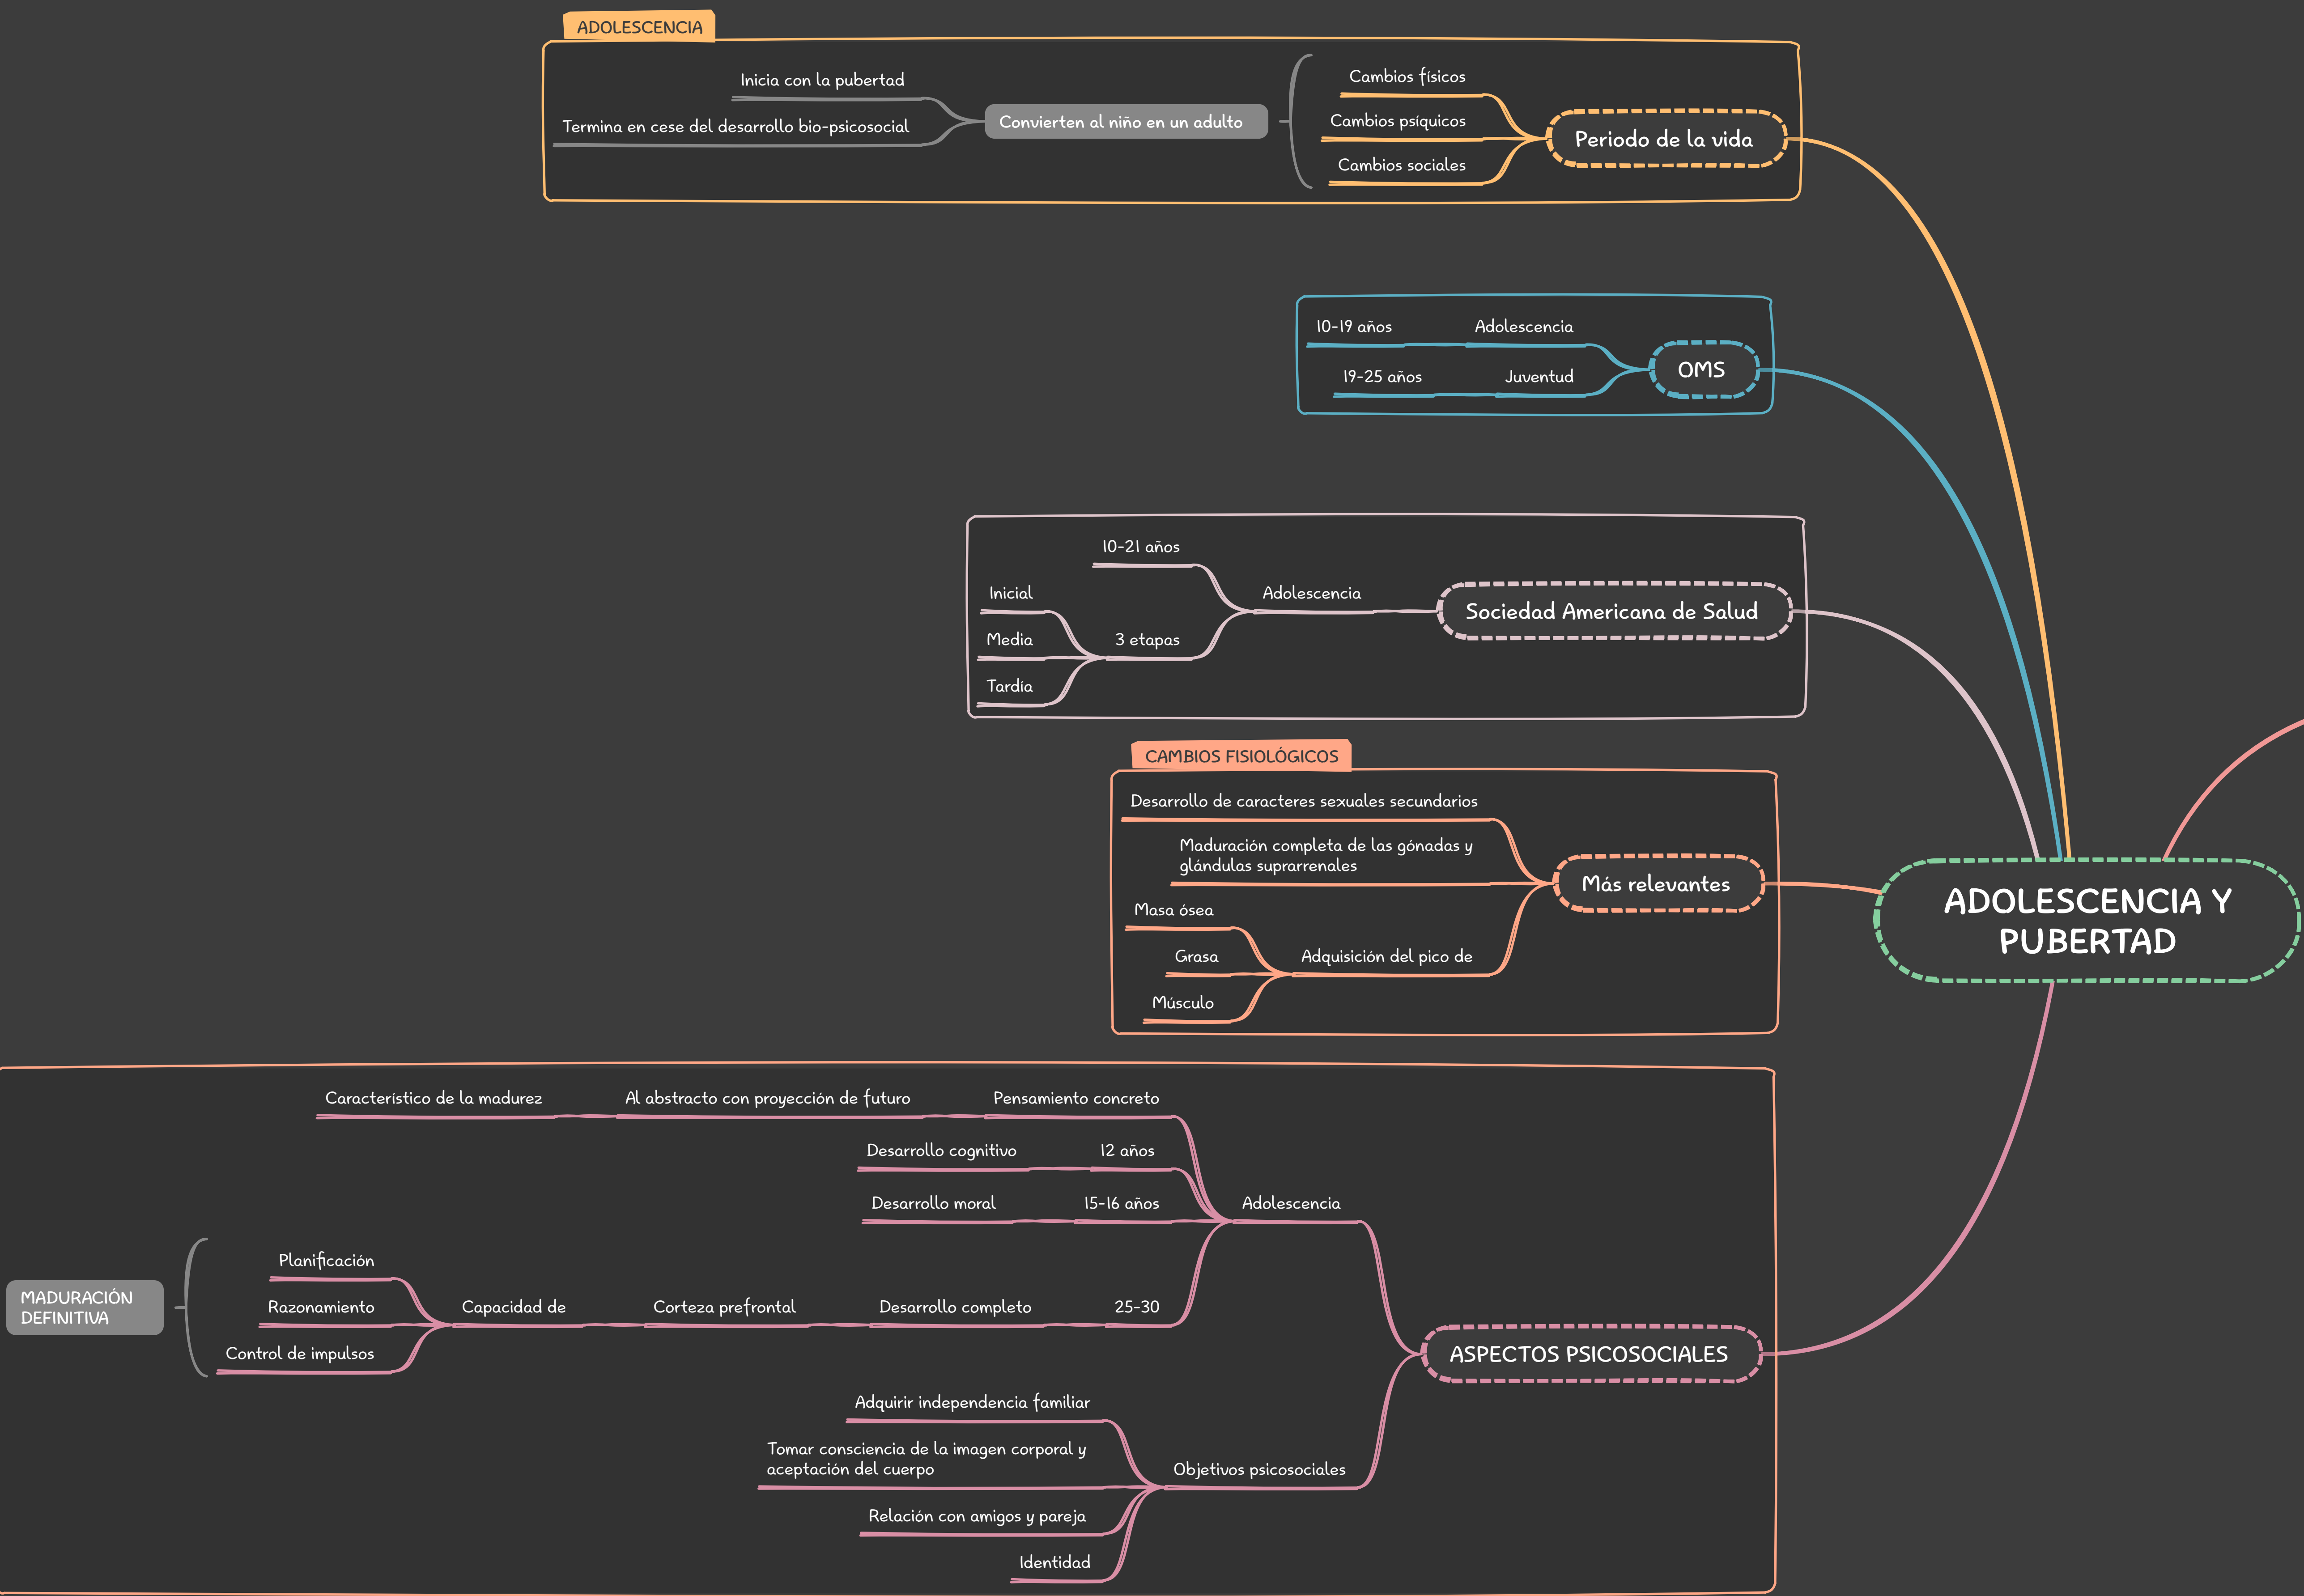 ADOLESCENCIA
Inicia con la pubertad
Termina en cese del desarrollo bio-psicosocial
Convierten al niño en un adulto
Cambios físicos
Cambios psíquicos
Cambios sociales
Periodo de la vida
10-19 años
Adolescencia
19-25 años
Juventud
OMS
10-21 años
Inicial
Media
Tardía
3 etapas
Adolescencia
Sociedad Americana de Salud
CAMBIOS FISIOLÓGICOS
Desarrollo de caracteres sexuales secundarios
Maduración completa de las gónadas y
glándulas suprarrenales
Masa ósea
Grasa
Músculo
Adquisición del pico de
Más relevantes
ADOLESCENCIA Y
PUBERTAD
Característico de la madurez
Al abstracto con proyección de futuro
Pensamiento concreto
Desarrollo cognitivo
12 años
Desarrollo moral
15-16 años
Adolescencia
MADURACIÓN
DEFINITIVA
Planificación
Razonamiento
Control de impulsos
Capacidad de
Corteza prefrontal
Desarrollo completo
25-30
ASPECTOS PSICOSOCIALES
Adquirir independencia familiar
Tomar consciencia de la imagen corporal y
aceptación del cuerpo
Relación con amigos y pareja
Identidad
Objetivos psicosociales